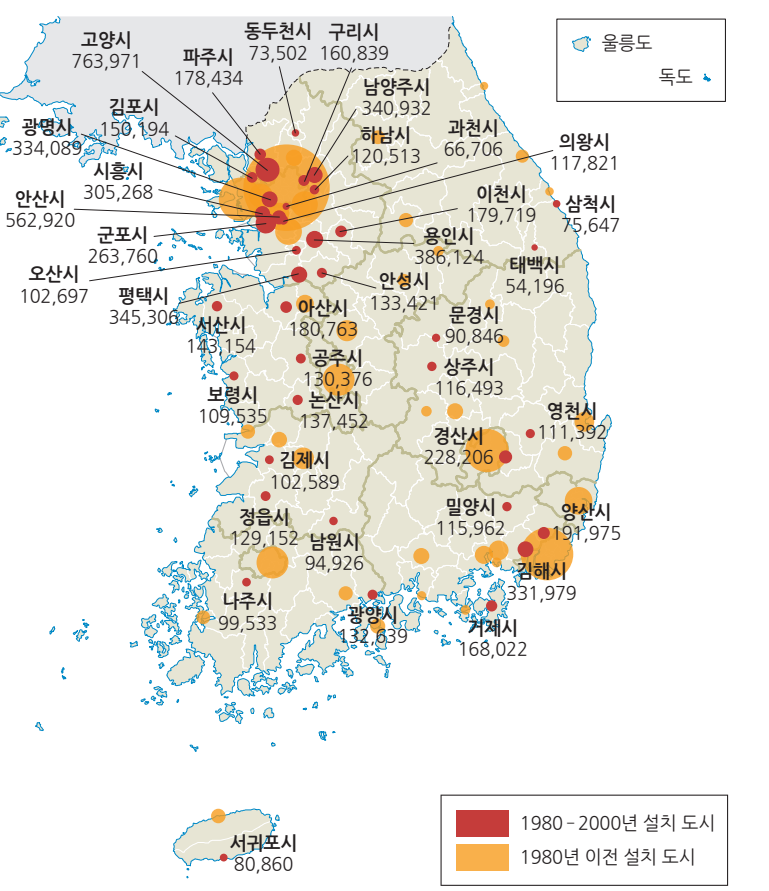 고양시
763,971
파주시
178,434
동두천시
73,502
구리시
160,839
울릉도
독도
남양주시
340,932
김포시
150,194
광명시
334,089
하남시
120,513
과천시
66,706
의왕시
117,821
시흥시
305,268
안산시
562,920
이천시
179,719
삼척시
75,647
군포시
263,760
용인시
386,124
태백시
54,196
오산시
102,697
안성시
133,421
평택시
345,306
아산시
180,763
문경시
90,846
서산시
143,154
공주시
130,376
상주시
116,493
보령시
109,535
논산시
137,452
영천시
111,392
경산시
228,206
김제시
102,589
밀양시
115,962
양산시
191,975
정읍시
129,152
남원시
94,926
김해시
331,979
나주시
99,533
광양시
132,639
거제시
168,022
서귀포시
80,860
1980-2000년 설치 도시
1980년 이전 설치 도시